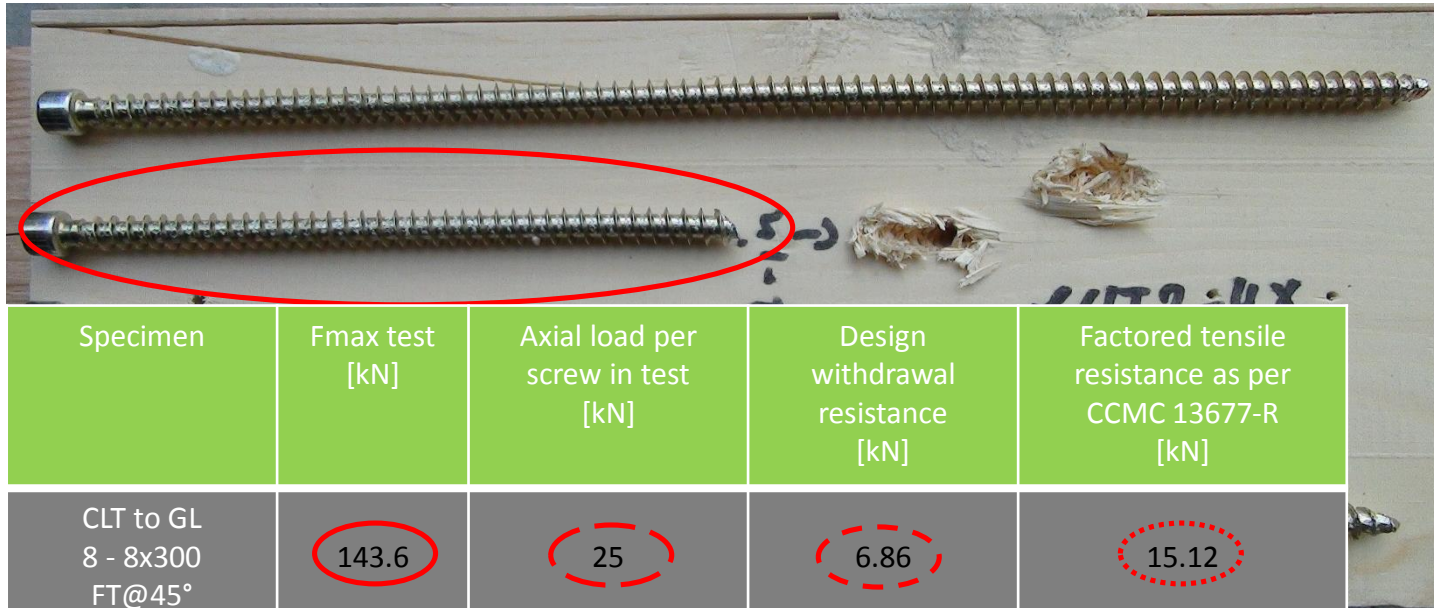 Specimen
Fmax test
[kN]
Axial load per
screw in test
[kN]
Design
withdrawal
resistance
[kN]
Factored tensile
resistance as per
CCMC 13677-R
[kN]
CLT to GL
8 - 8x300
FT@45°
143.6
25
6.86
15.12